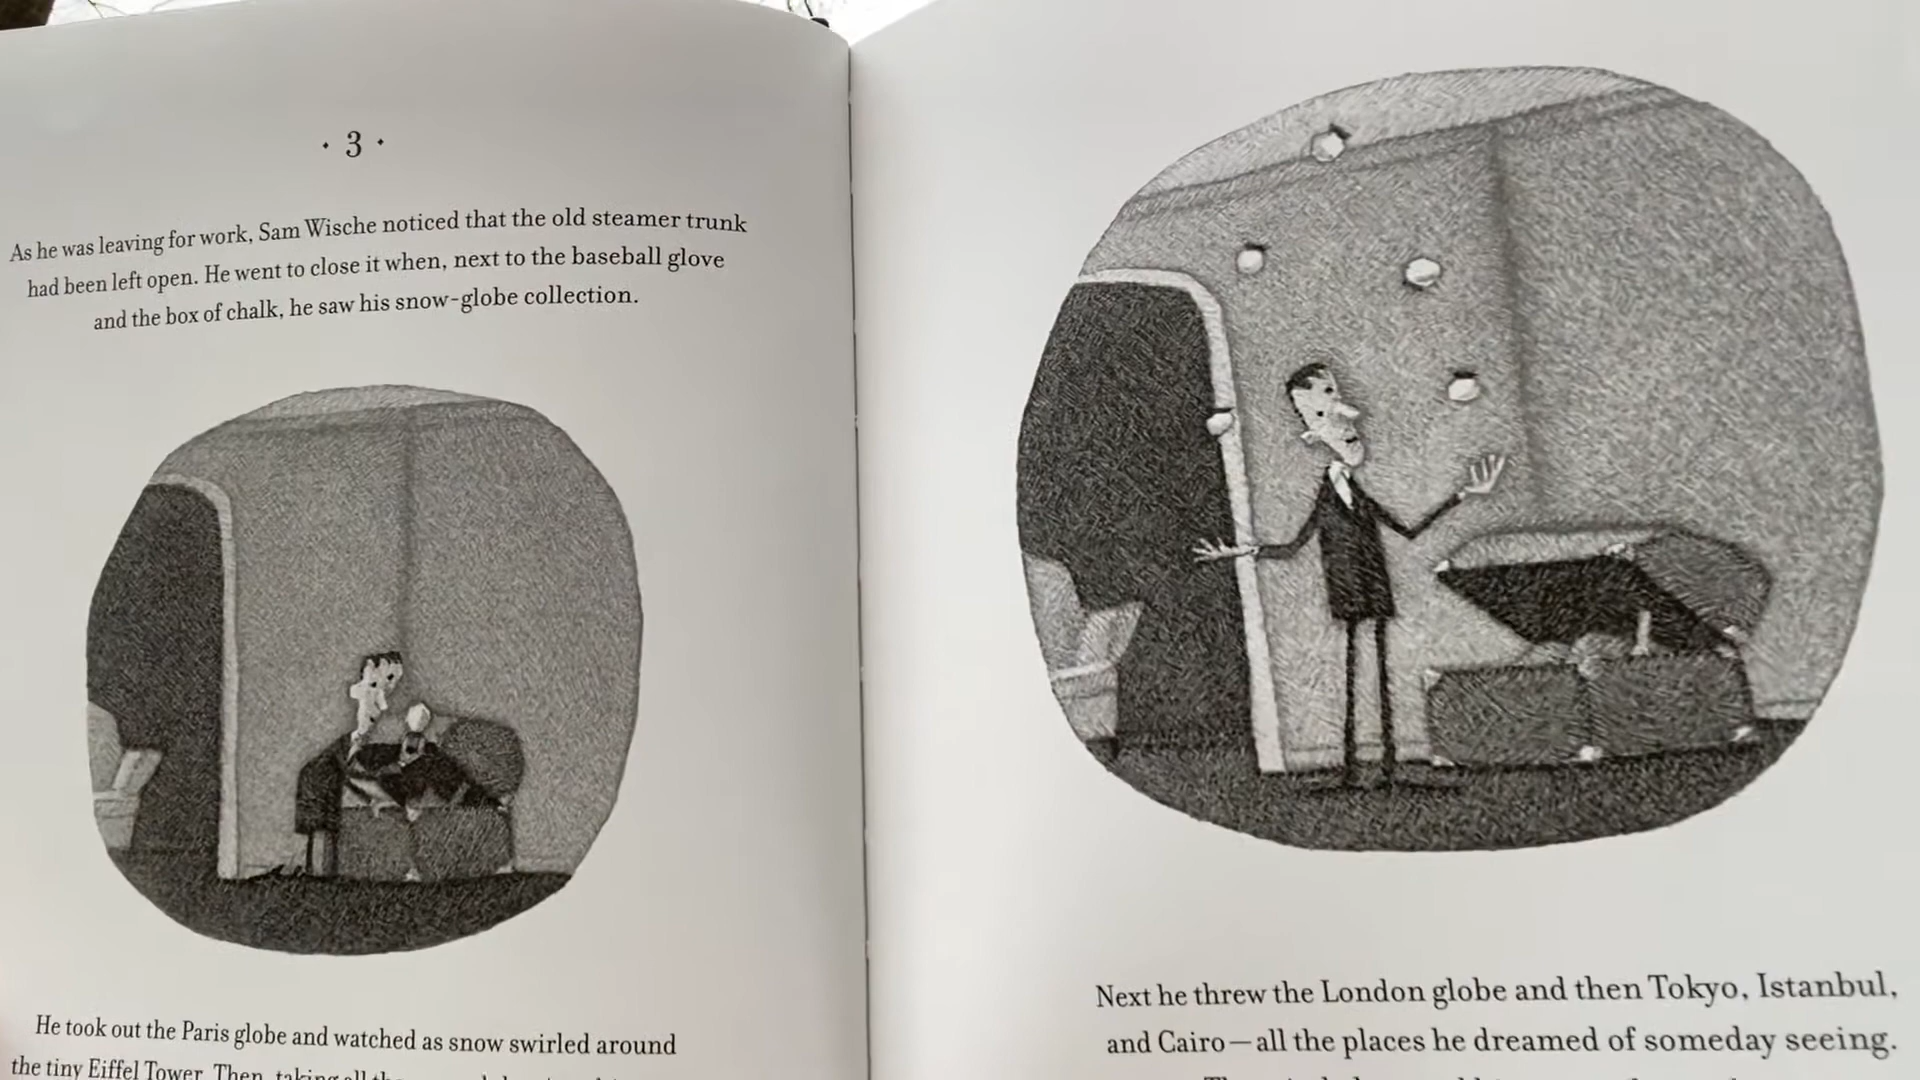 · 3 ·
As he was leaving for work, Sam Wische noticed that the old steamer trunk
had been left open. He went to close it when, next to the baseball glove
and the box of chalk, he saw his snow-globe collection.
He took out the Paris globe and watched as snow swirled around
the tiny Eiffel Tower. Then, taking all
Next he threw the London globe and then Tokyo, Istanbul,
and Cairo—all the places he dreamed of someday seeing.